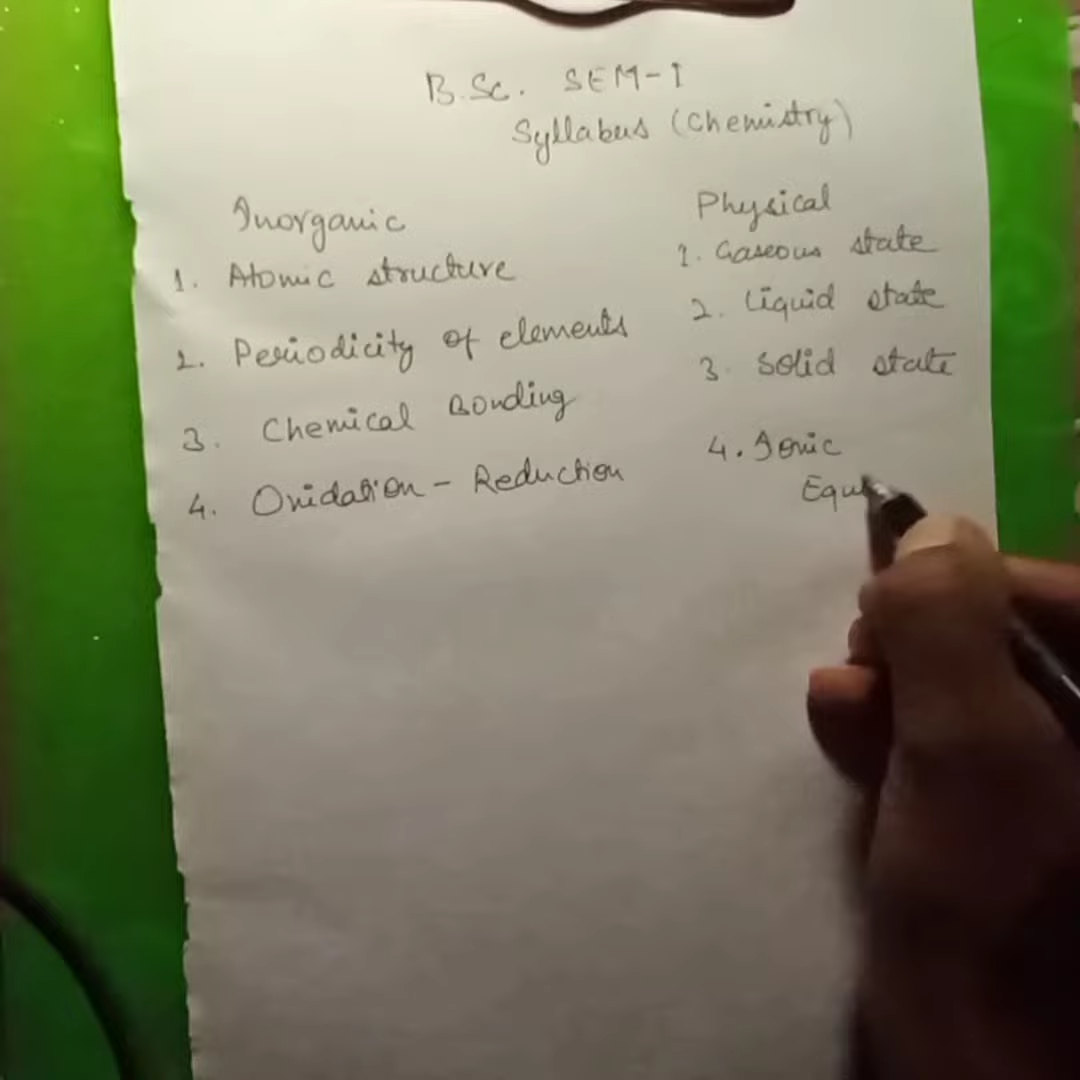 B.Sc. SEM-I
Syllabus (Chemistry)
Inorganic
1. Atomic structure
2. Periodicity of elements
3. Chemical Bonding
4. Oxidation - Reduction
Physical
1. Gaseous state
2. Liquid state
3. Solid state
4. Ionic
Equi